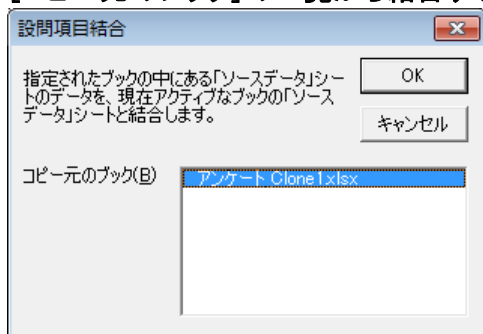 設問項目結合
指定されたブックの中にある「ソースデータ」シー
トのデータを、現在アクティブなブックの「ソース
データ」シートと結合します。
OK
キャンセル
コピー元のブック(B)
アンケート Clone1.xlsx